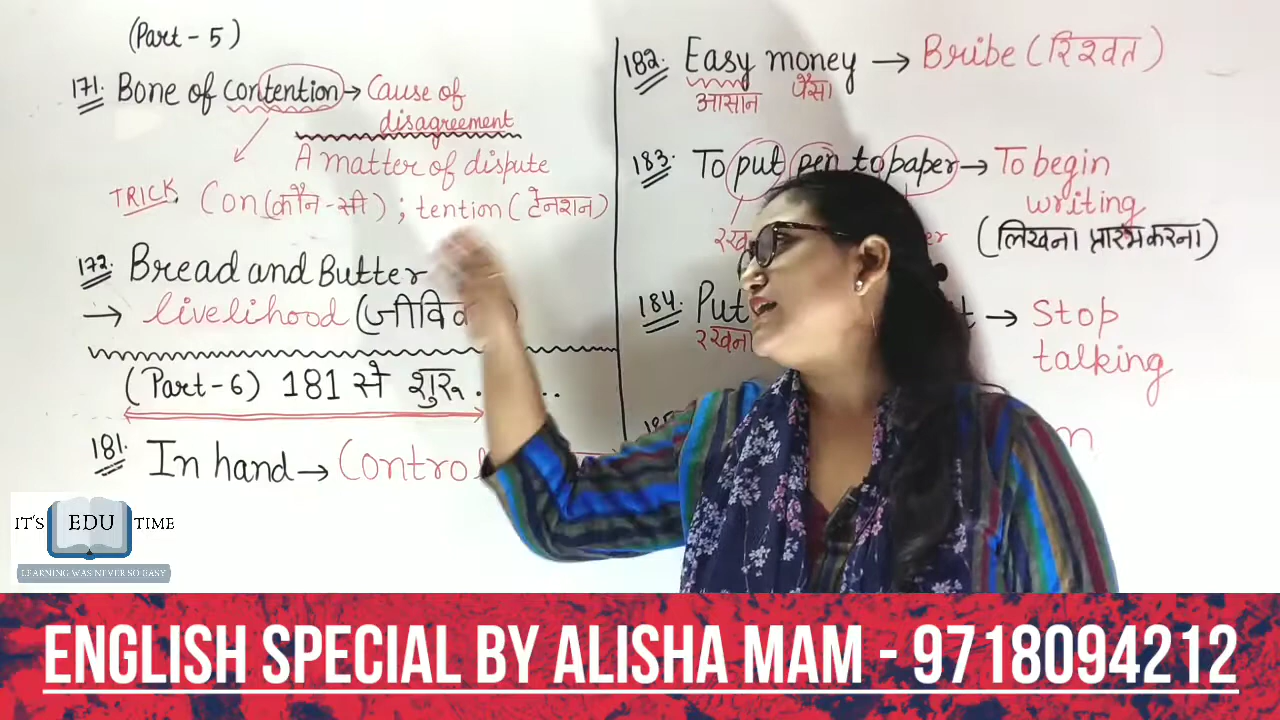 (Part - 5)
171. Bone of contention → Cause of
disagreement
A matter of dispute
TRICK: Con (कौन-सी) ; tention (टेनशन)
172. Bread and Butter
→ livelihood (जीवि
(Part - 6) 181 से शुरू . . .
181. In hand → Contro
182. Easy money → Bribe (रिश्वत)
आसान पैसा
183. To put pen to paper → To begin
writing
(लिखना प्रारंभ करना)
184. Put → Stop
रखना talking
IT'S EDU TIME
LEARNING WAS NEVER SO EASY
ENGLISH SPECIAL BY ALISHA MAM - 9718094212